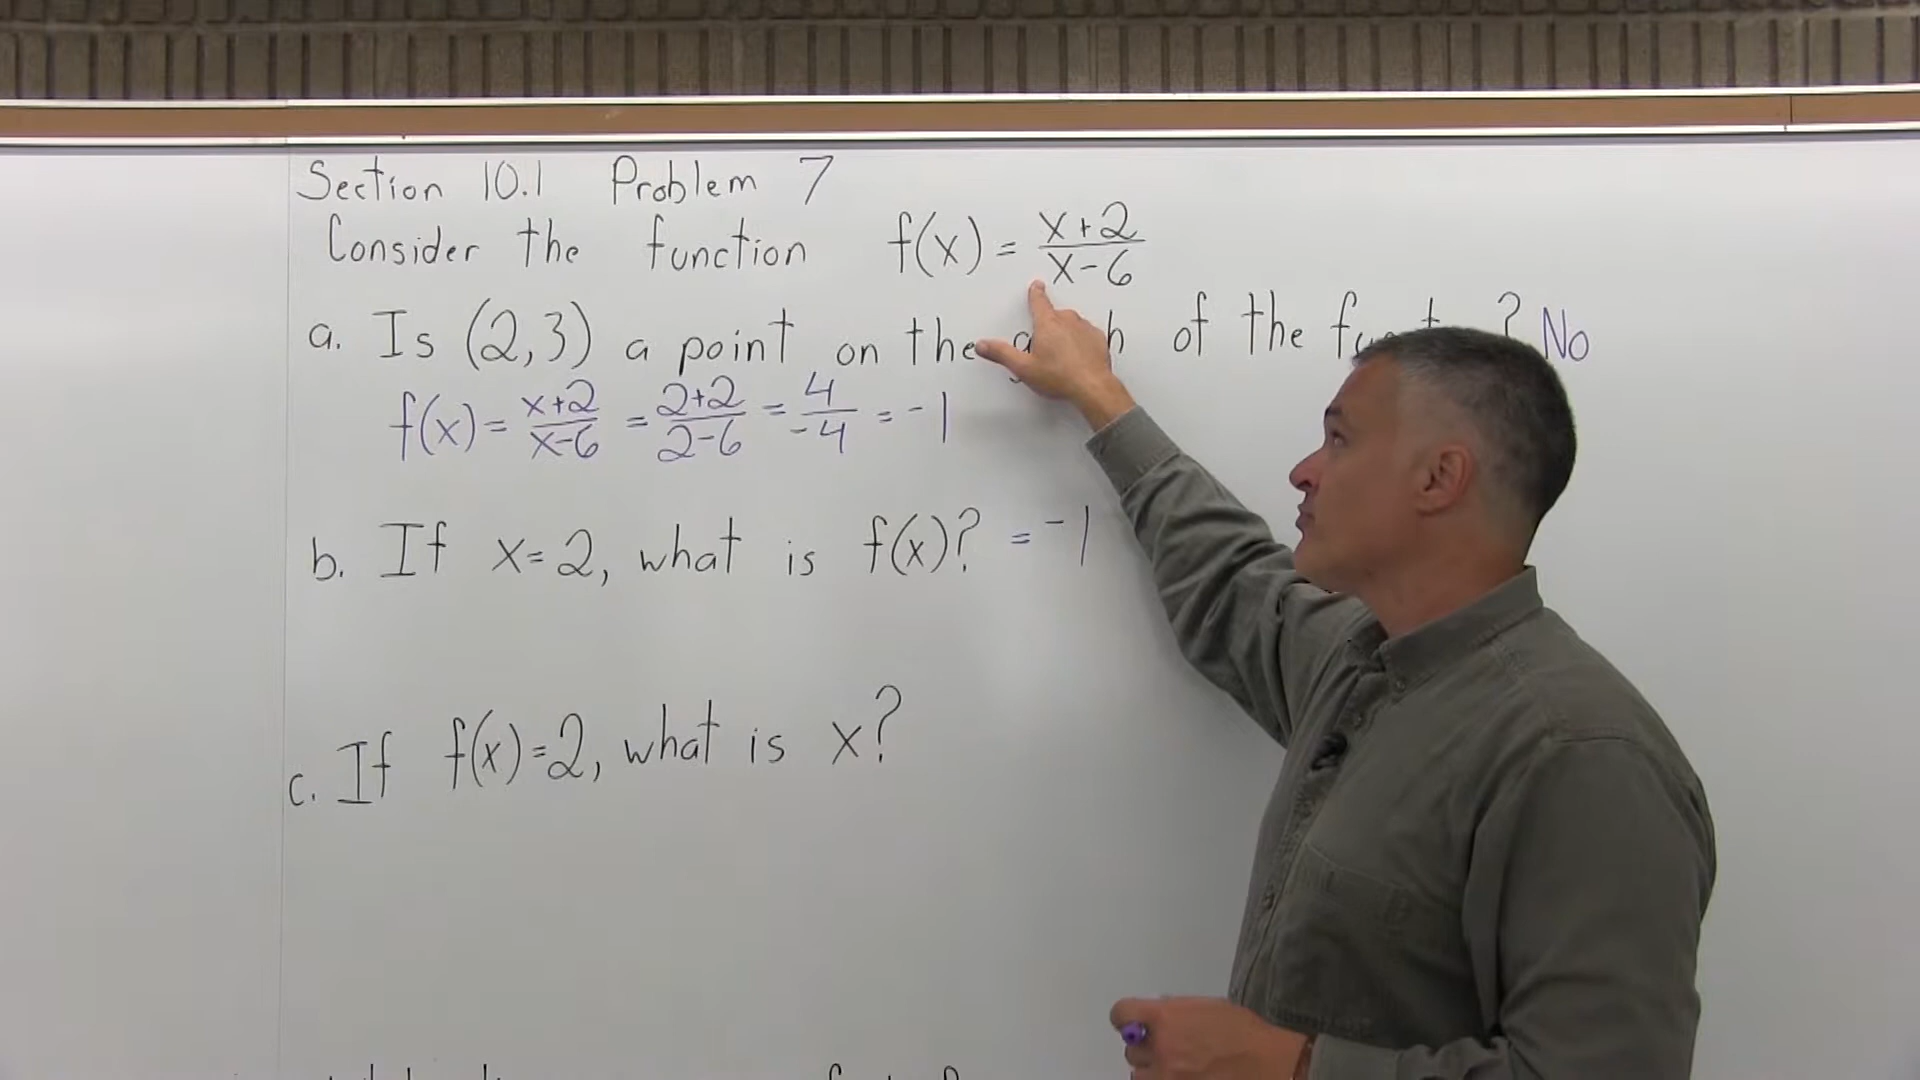 Section 10.1 Problem 7
Consider the function f(x) = (x+2)/(x-6)
a. Is (2,3) a point on the of the ? No
f(x) = (x+2)/(x-6) = (2+2)/(2-6) = 4/-4 = -1
b. If x=2, what is f(x)? = -1
c. If f(x)=2, what is x?